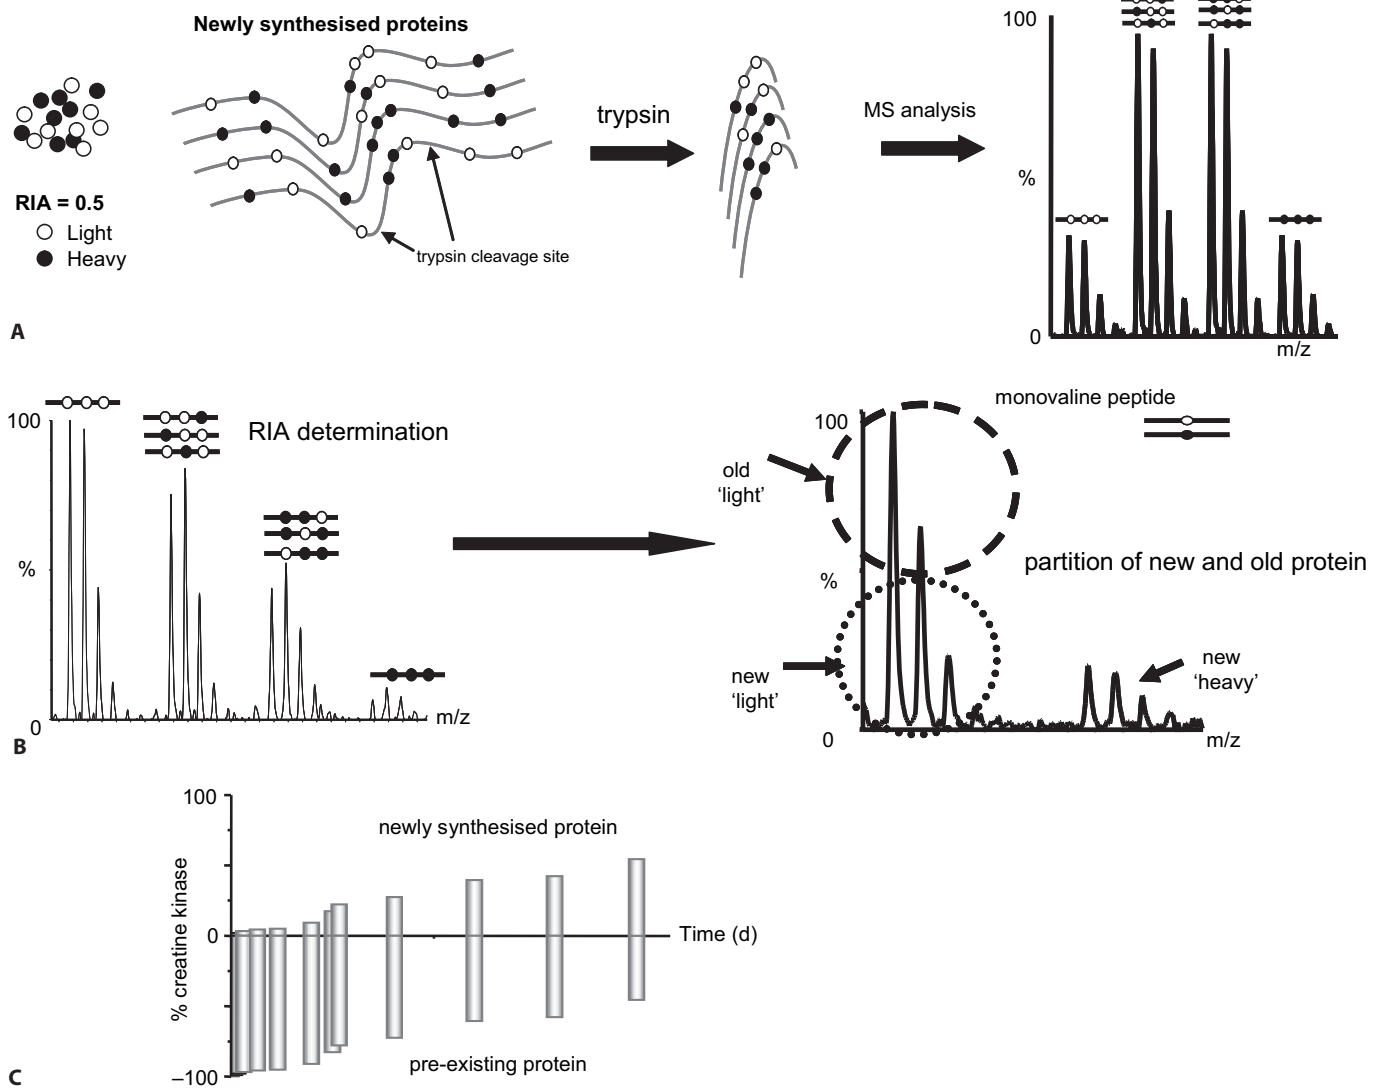 Newly synthesised proteins
RIA = 0.5
Light
Heavy
trypsin
trypsin cleavage site
MS analysis
100
%
0
m/z
A
100
%
0
m/z
RIA determination
monovaline peptide
100
%
0
m/z
old
‘light’
new
‘light’
partition of new and old protein
new
‘heavy’
B
100
0
–100
% creatine kinase
newly synthesised protein
Time (d)
pre-existing protein
C